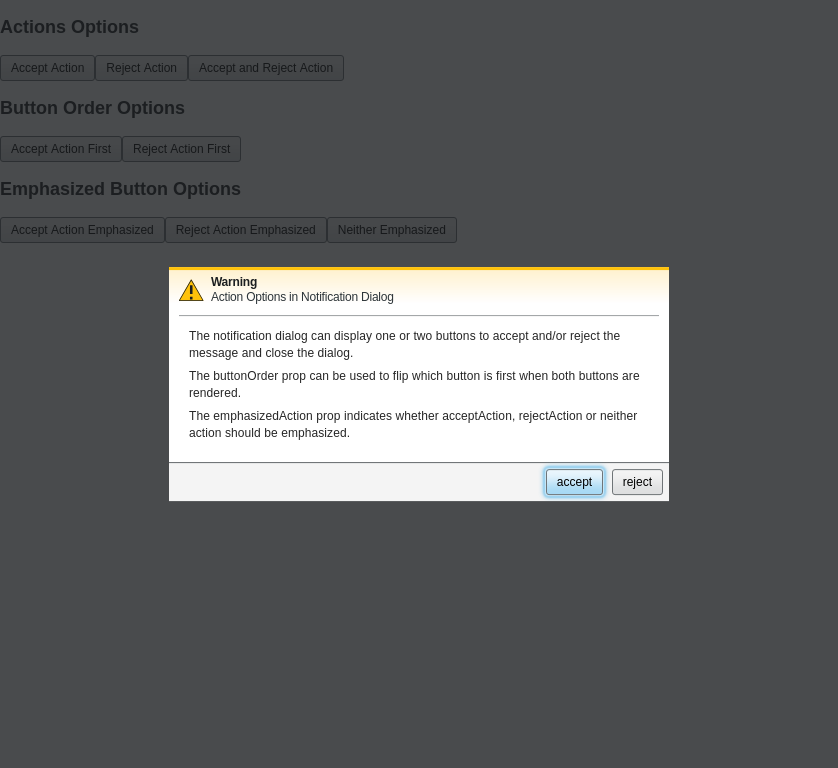 Actions Options
Accept Action Reject Action Accept and Reject Action
Button Order Options
Accept Action First Reject Action First
Emphasized Button Options
Accept Action Emphasized Reject Action Emphasized Neither Emphasized
Warning
Action Options in Notification Dialog
The notification dialog can display one or two buttons to accept and/or reject the
message and close the dialog.
The buttonOrder prop can be used to flip which button is first when both buttons are
rendered.
The emphasizedAction prop indicates whether acceptAction, rejectAction or neither
action should be emphasized.
accept reject